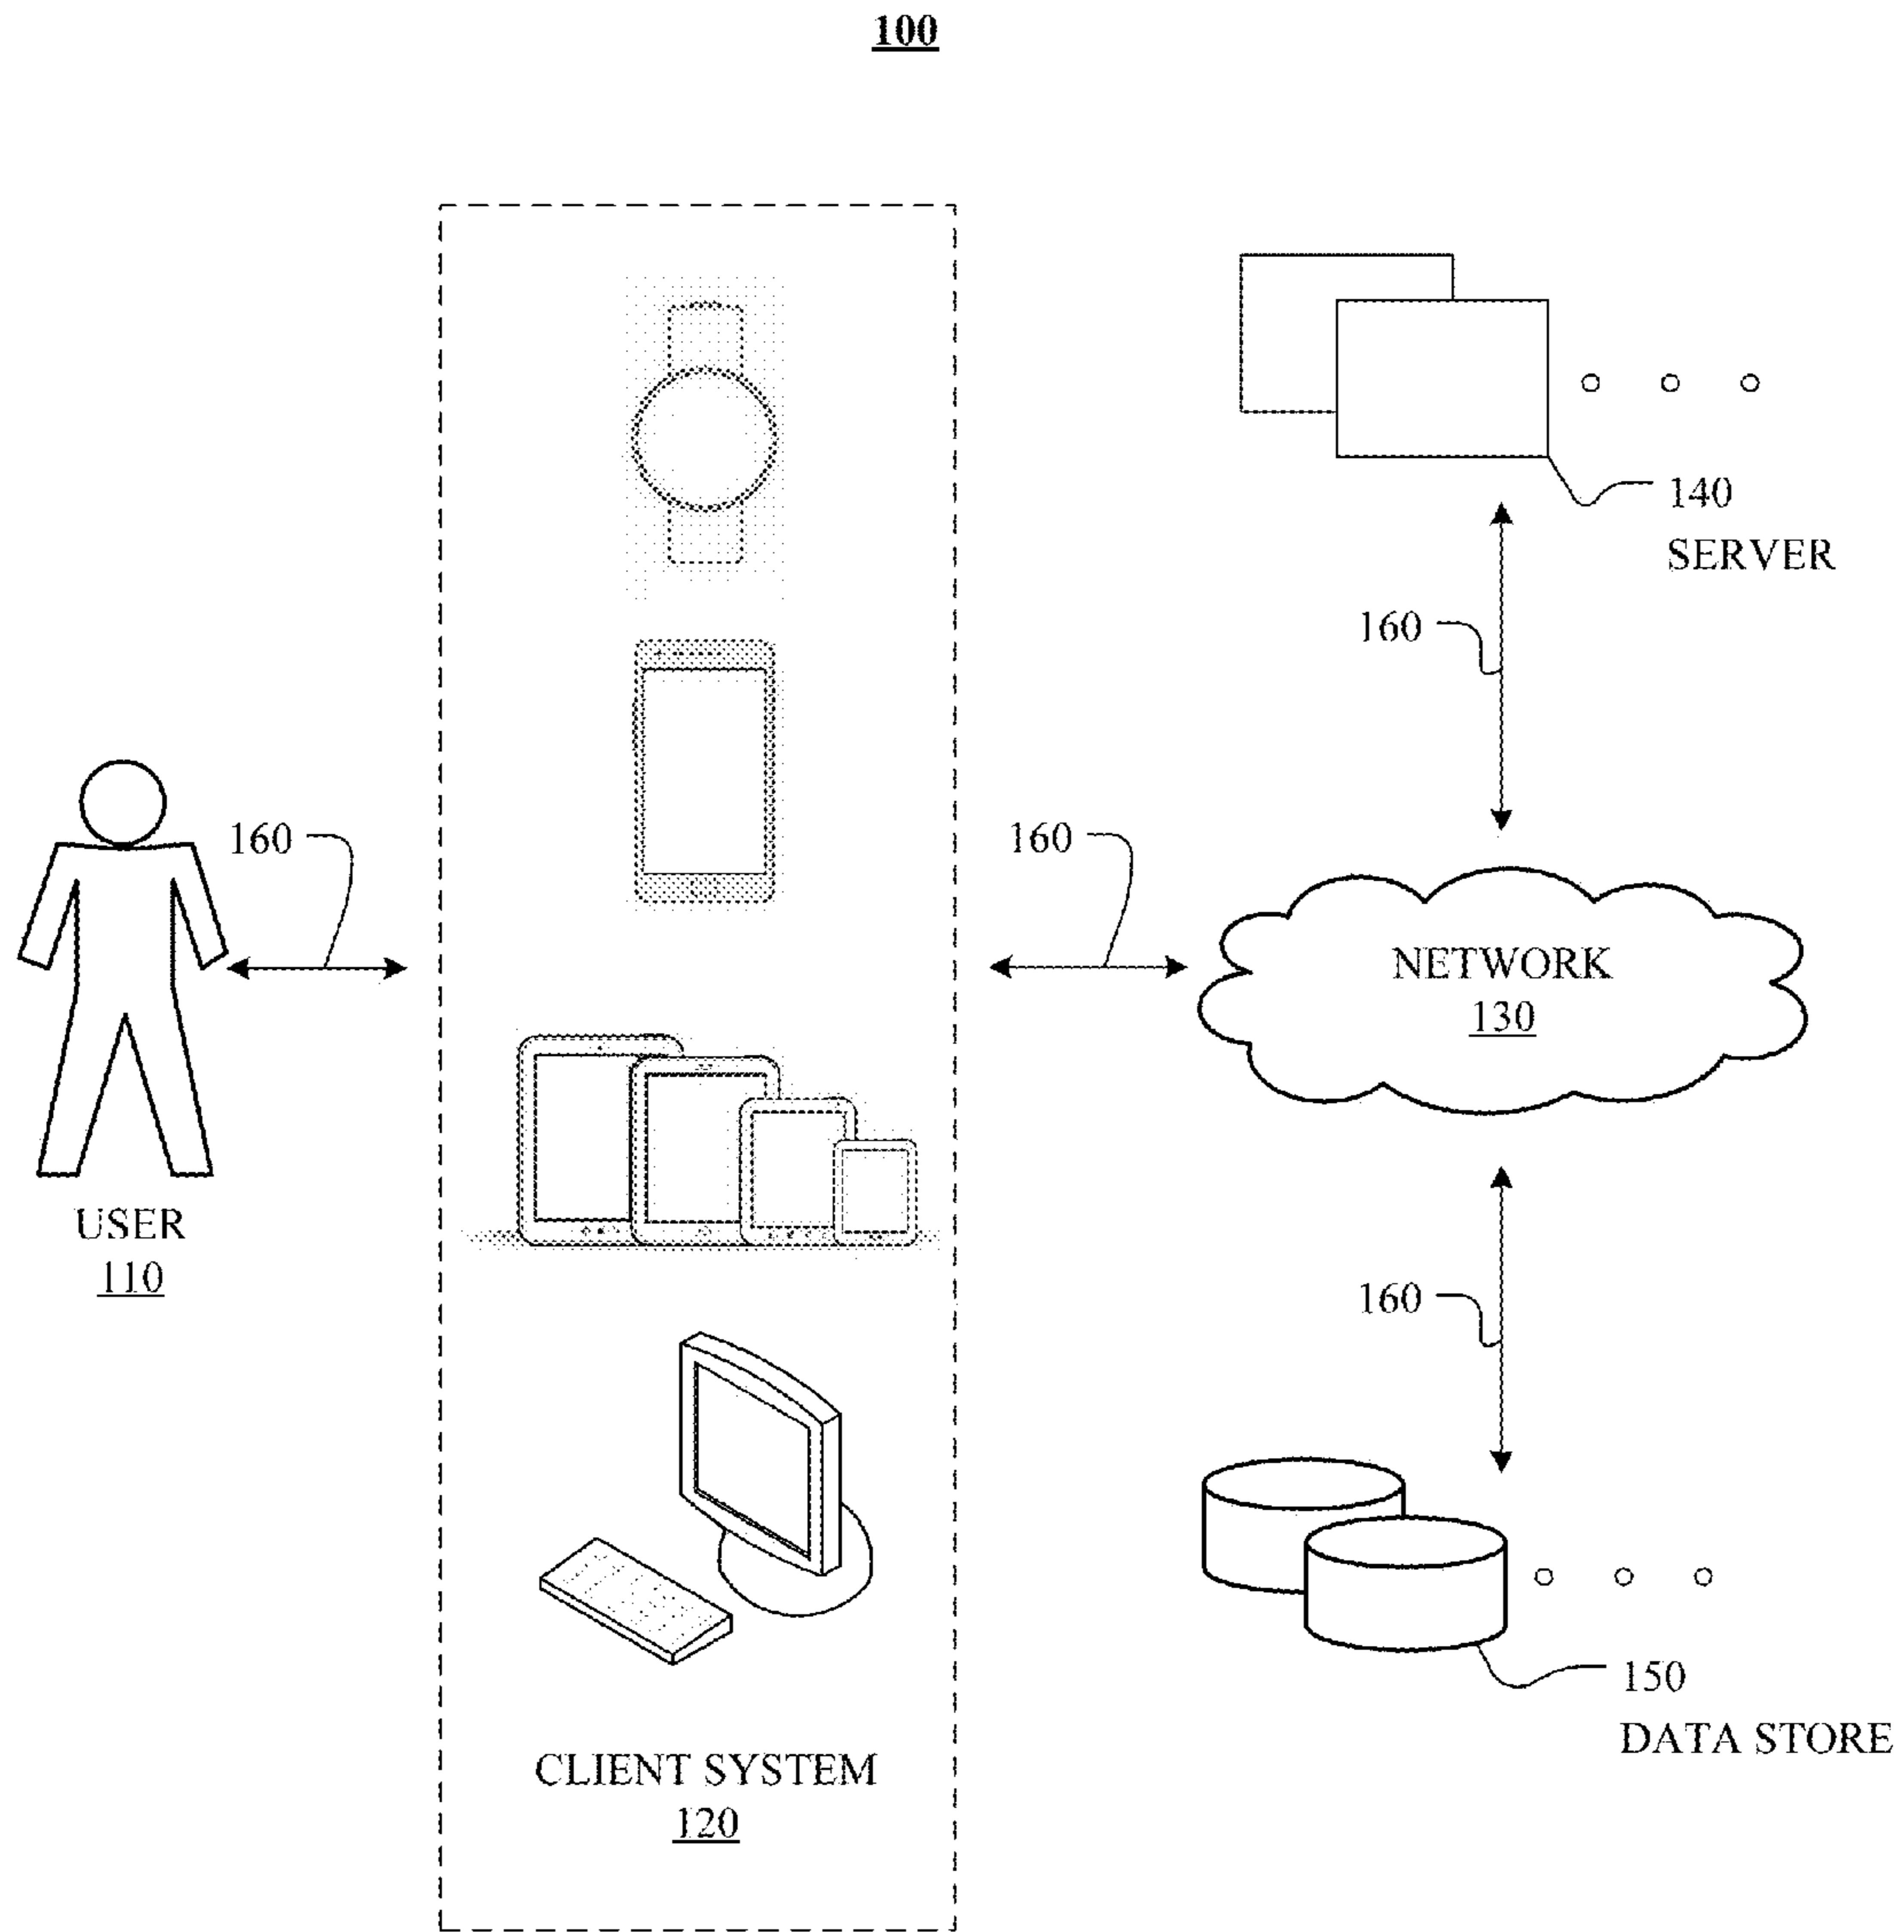 100
140
SERVER
160
160
160
NETWORK
130
USER
110
160
150
DATA STORE
CLIENT SYSTEM
120